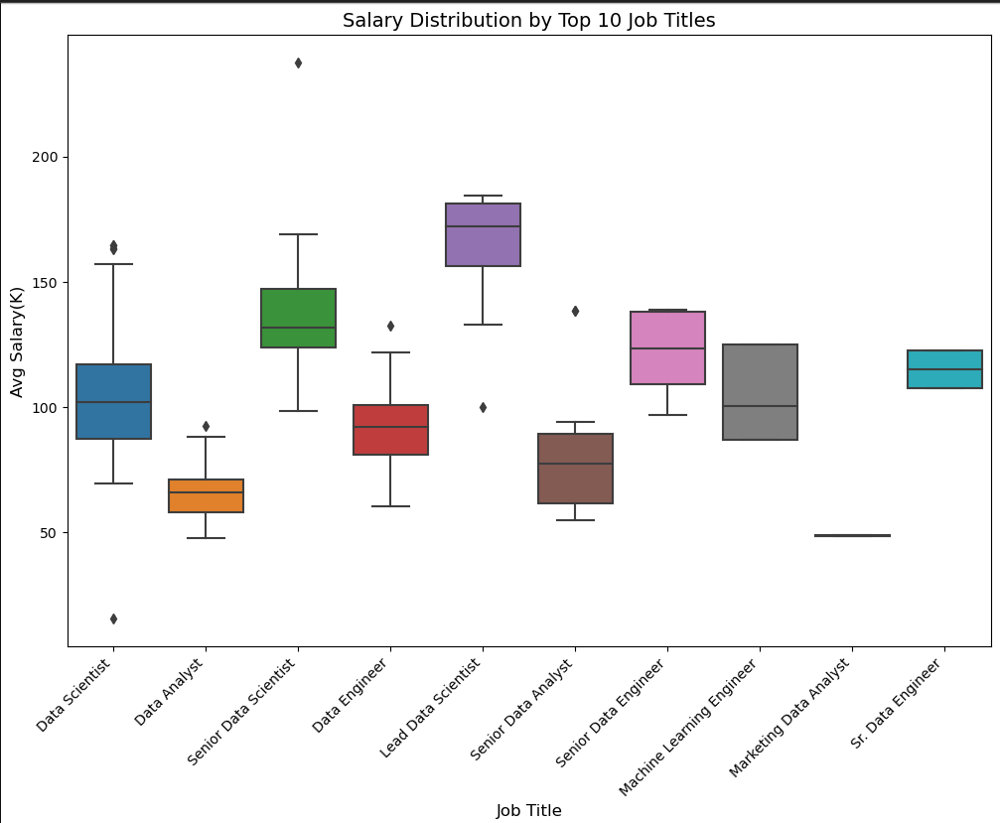 Salary Distribution by Top 10 Job Titles
Avg Salary(K)
200
150
100
50
Data Scientist
Data Analyst
Senior Data Scientist
Data Engineer
Lead Data Scientist
Senior Data Analyst
Senior Data Engineer
Machine Learning Engineer
Marketing Data Analyst
Sr. Data Engineer
Job Title